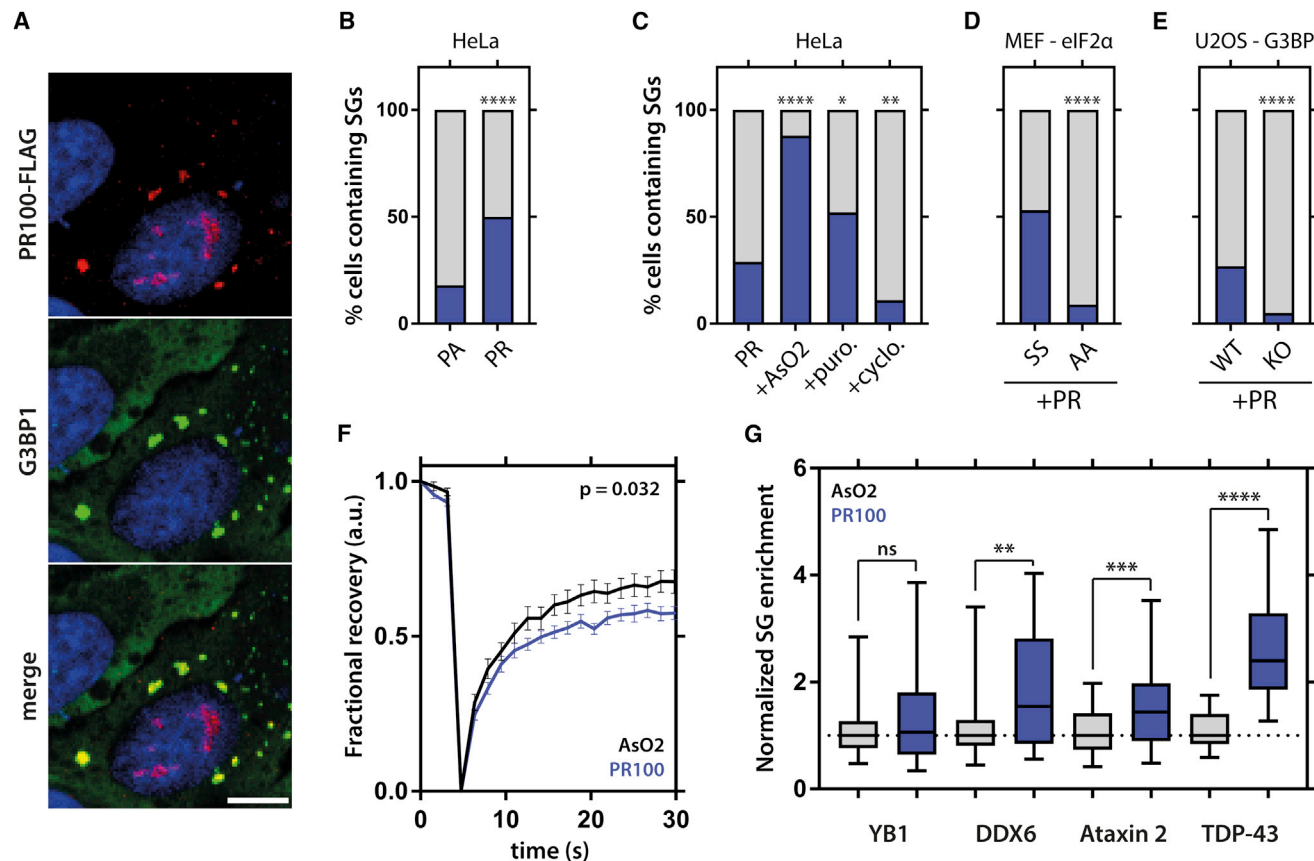 A
PR100-FLAG
G3BP1
merge
B
HeLa
% cells containing SGs
100
50
0
****
PA
PR
C
HeLa
% cells containing SGs
100
50
0
****
*
**
PR
+AsO2
+puro.
+cyclo.
D
MEF - eIF2α
****
SS
AA
+PR
E
U2OS - G3BP
****
WT
KO
+PR
F
Fractional recovery (a.u.)
1.0
0.5
0.0
p = 0.032
AsO2
PR100
0
10
20
30
time (s)
G
Normalized SG enrichment
6
4
2
0
AsO2
PR100
ns
**
***
****
YB1
DDX6
Ataxin 2
TDP-43